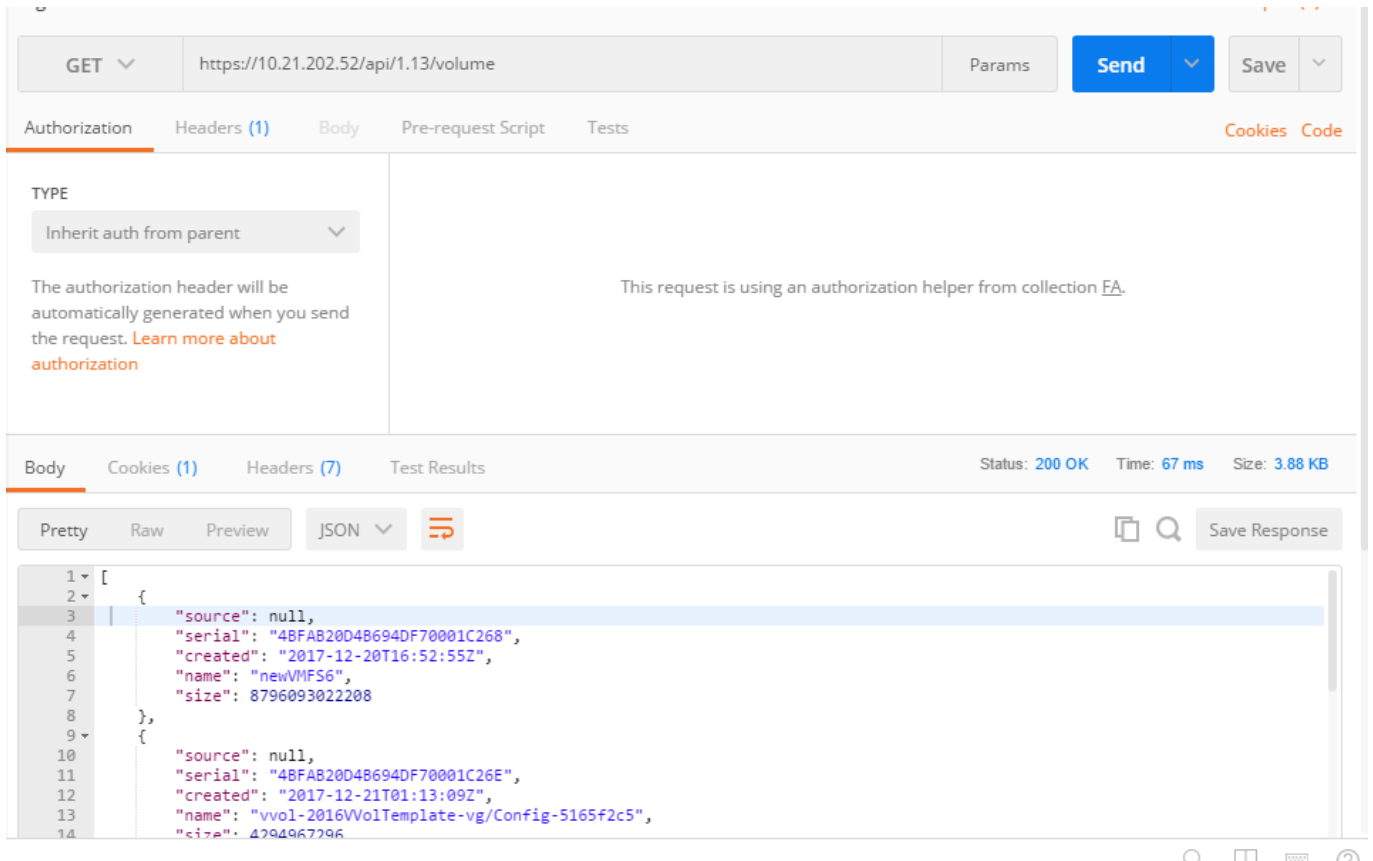 GET https://10.21.202.52/api/1.13/volume Params Send Save
Authorization Headers (1) Body Pre-request Script Tests Cookies Code
TYPE
Inherit auth from parent
The authorization header will be
automatically generated when you send
the request. Learn more about
authorization
This request is using an authorization helper from collection FA.
Body Cookies (1) Headers (7) Test Results Status: 200 OK Time: 67 ms Size: 3.88 KB
Pretty Raw Preview JSON Save Response
1 [
2 {
3 "source": null,
4 "serial": "4BFAB20D4B694DF70001C268",
5 "created": "2017-12-20T16:52:55Z",
6 "name": "newVMFS6",
7 "size": 8796093022208
8 },
9 {
10 "source": null,
11 "serial": "4BFAB20D4B694DF70001C26E",
12 "created": "2017-12-21T01:13:09Z",
13 "name": "vvol-2016VVolTemplate-vg/Config-5165f2c5",
14 "size": 4294967296